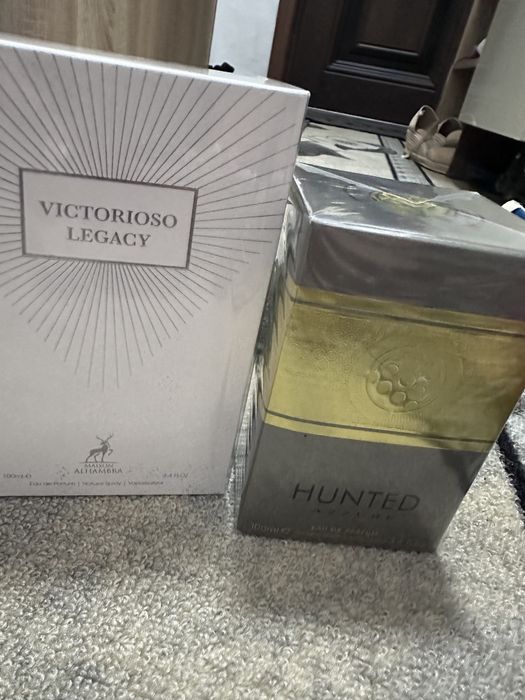 VICTORIOSO
LEGACY
MAISON
ALHAMBRA
100ml ℮ 3.4 FL.OZ
Eau de Parfum | Natural Spray | Vaporisateur
HUNTED
100ml ℮
EAU DE PARFUM